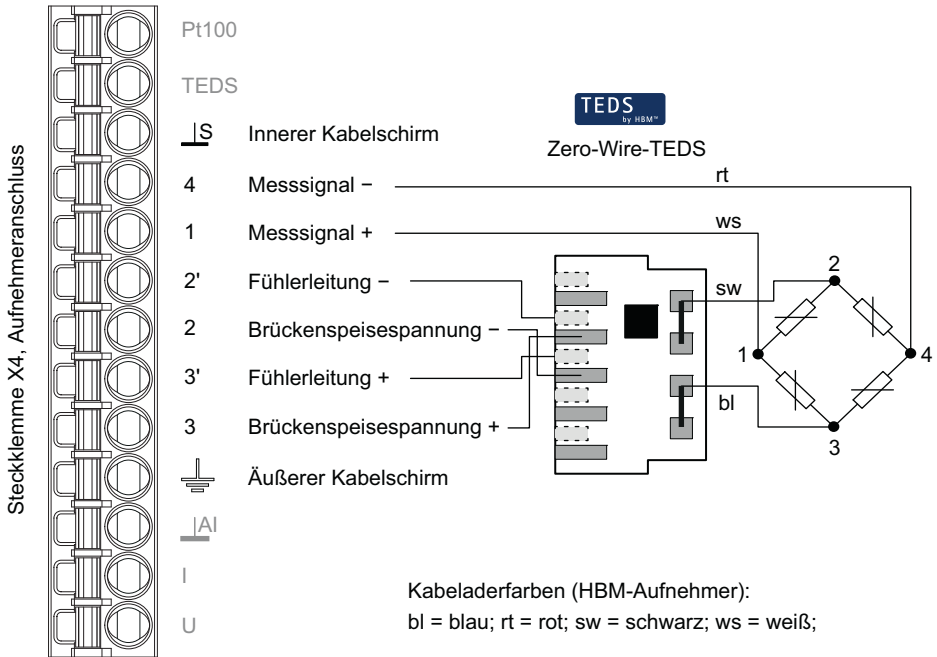 Steckklemme X4, Aufnehmeranschluss
Pt100
TEDS
S Innerer Kabelschirm
4 Messsignal −
1 Messsignal +
2' Fühlerleitung −
2 Brückenspeisespannung −
3' Fühlerleitung +
3 Brückenspeisespannung +
Äußerer Kabelschirm
AI
I
U
TEDS
by HBM™
Zero-Wire-TEDS
rt
ws
sw
bl
2
1
4
3
Kabeladerfarben (HBM-Aufnehmer):
bl = blau; rt = rot; sw = schwarz; ws = weiß;